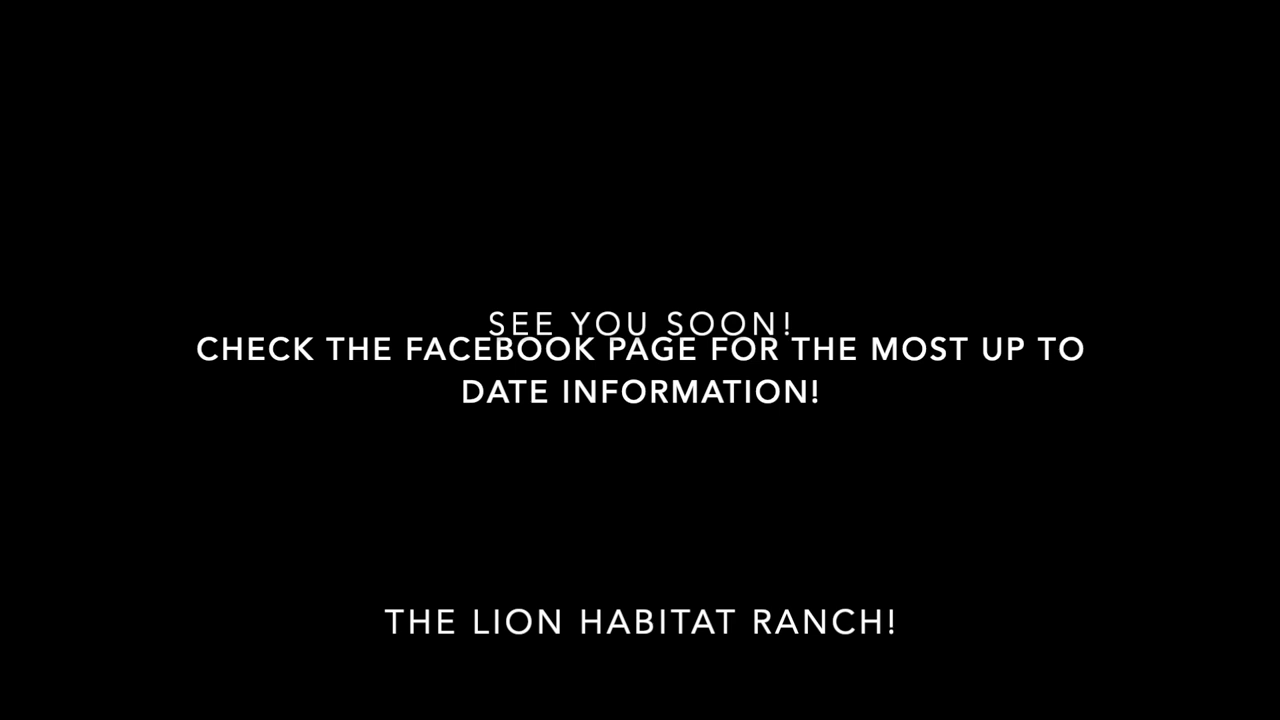 SEE YOU SOON!
CHECK THE FACEBOOK PAGE FOR THE MOST UP TO
DATE INFORMATION!
THE LION HABITAT RANCH!